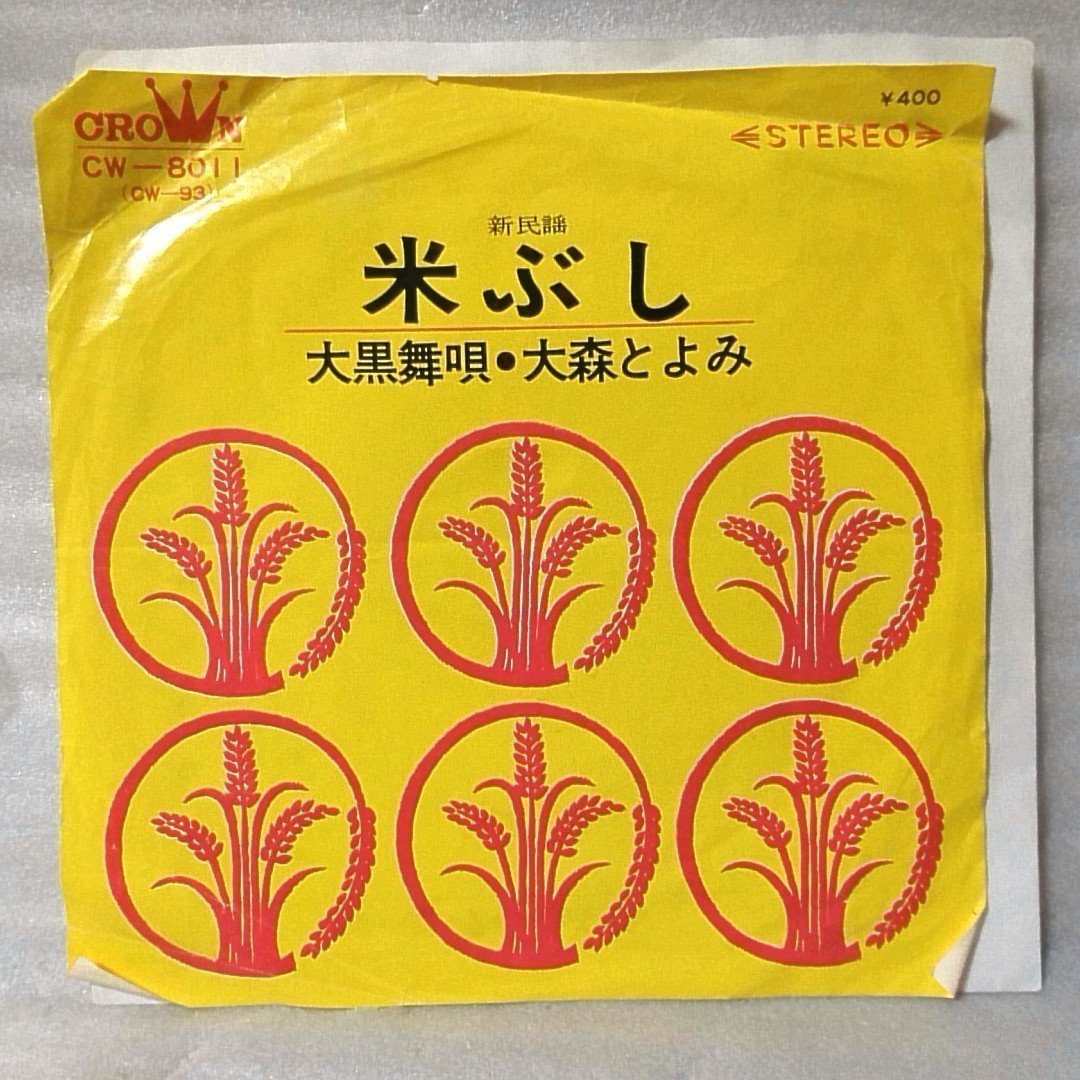 CROWN
CW-8011
(CW-93)
¥400
STEREO
新民謡
米ぶし
大黒舞唄・大森とよみ